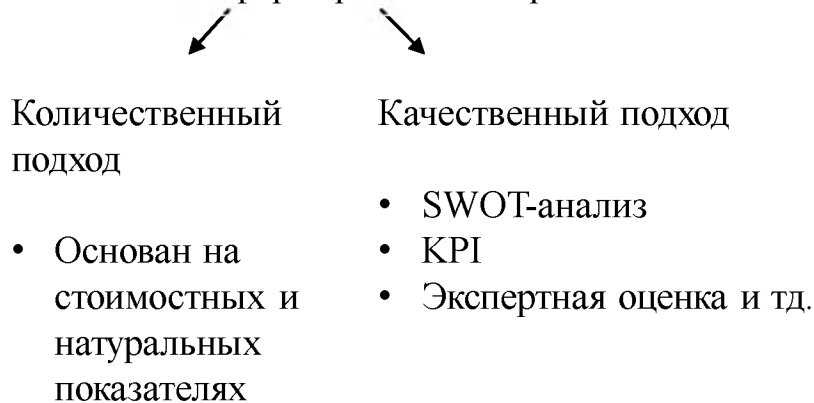 Количественный
подход
• Основан на
стоимостных и
натуральных
показателях
Качественный подход
• SWOT-анализ
• KPI
• Экспертная оценка и тд.